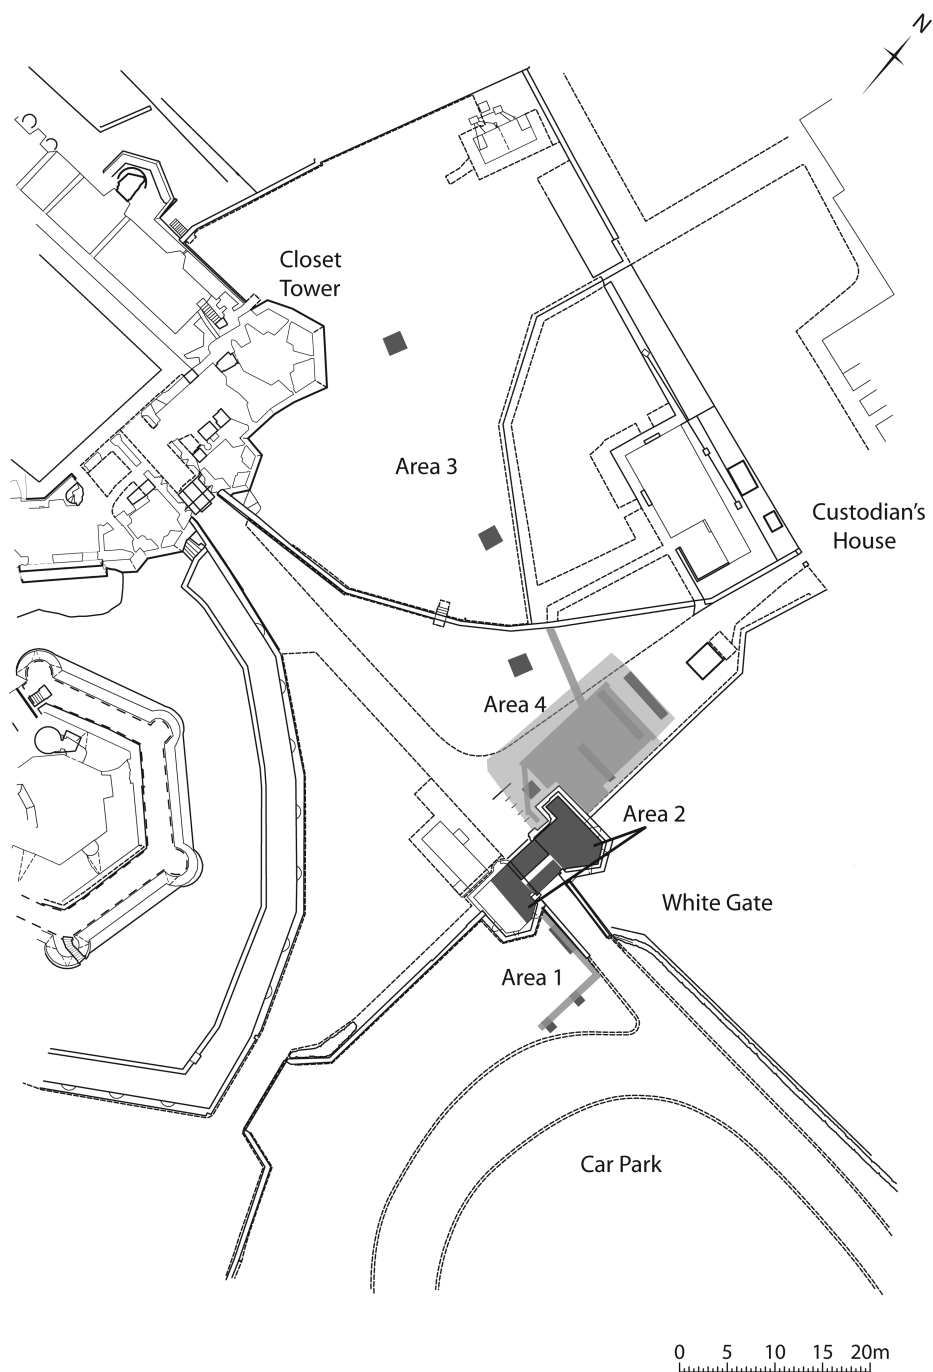 N
Closet
Tower
Area 3
Custodian's
House
Area 4
Area 2
White Gate
Area 1
Car Park
0 5 10 15 20m